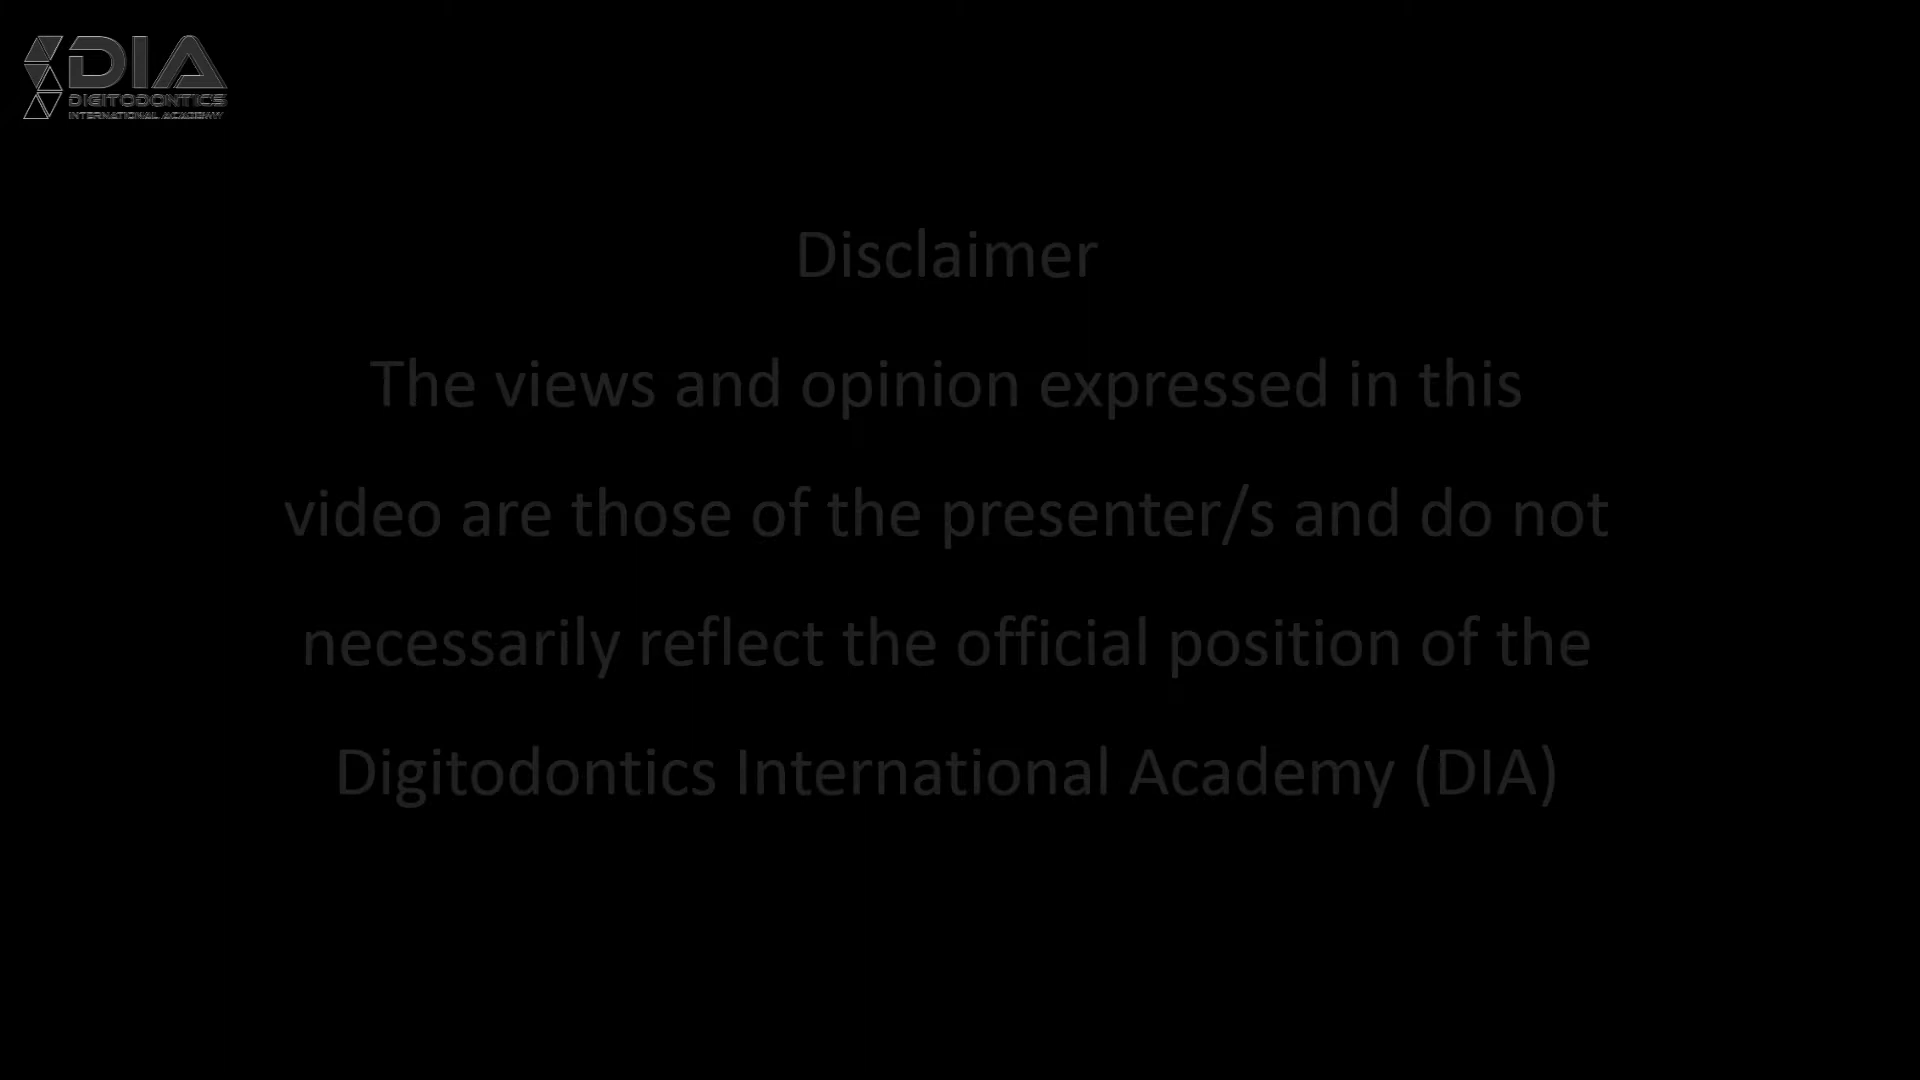 DIA
DIGITODONTICS
INTERNATIONAL ACADEMY
Disclaimer
The views and opinion expressed in this
video are those of the presenter/s and do not
necessarily reflect the official position of the
Digitodontics International Academy (DIA)